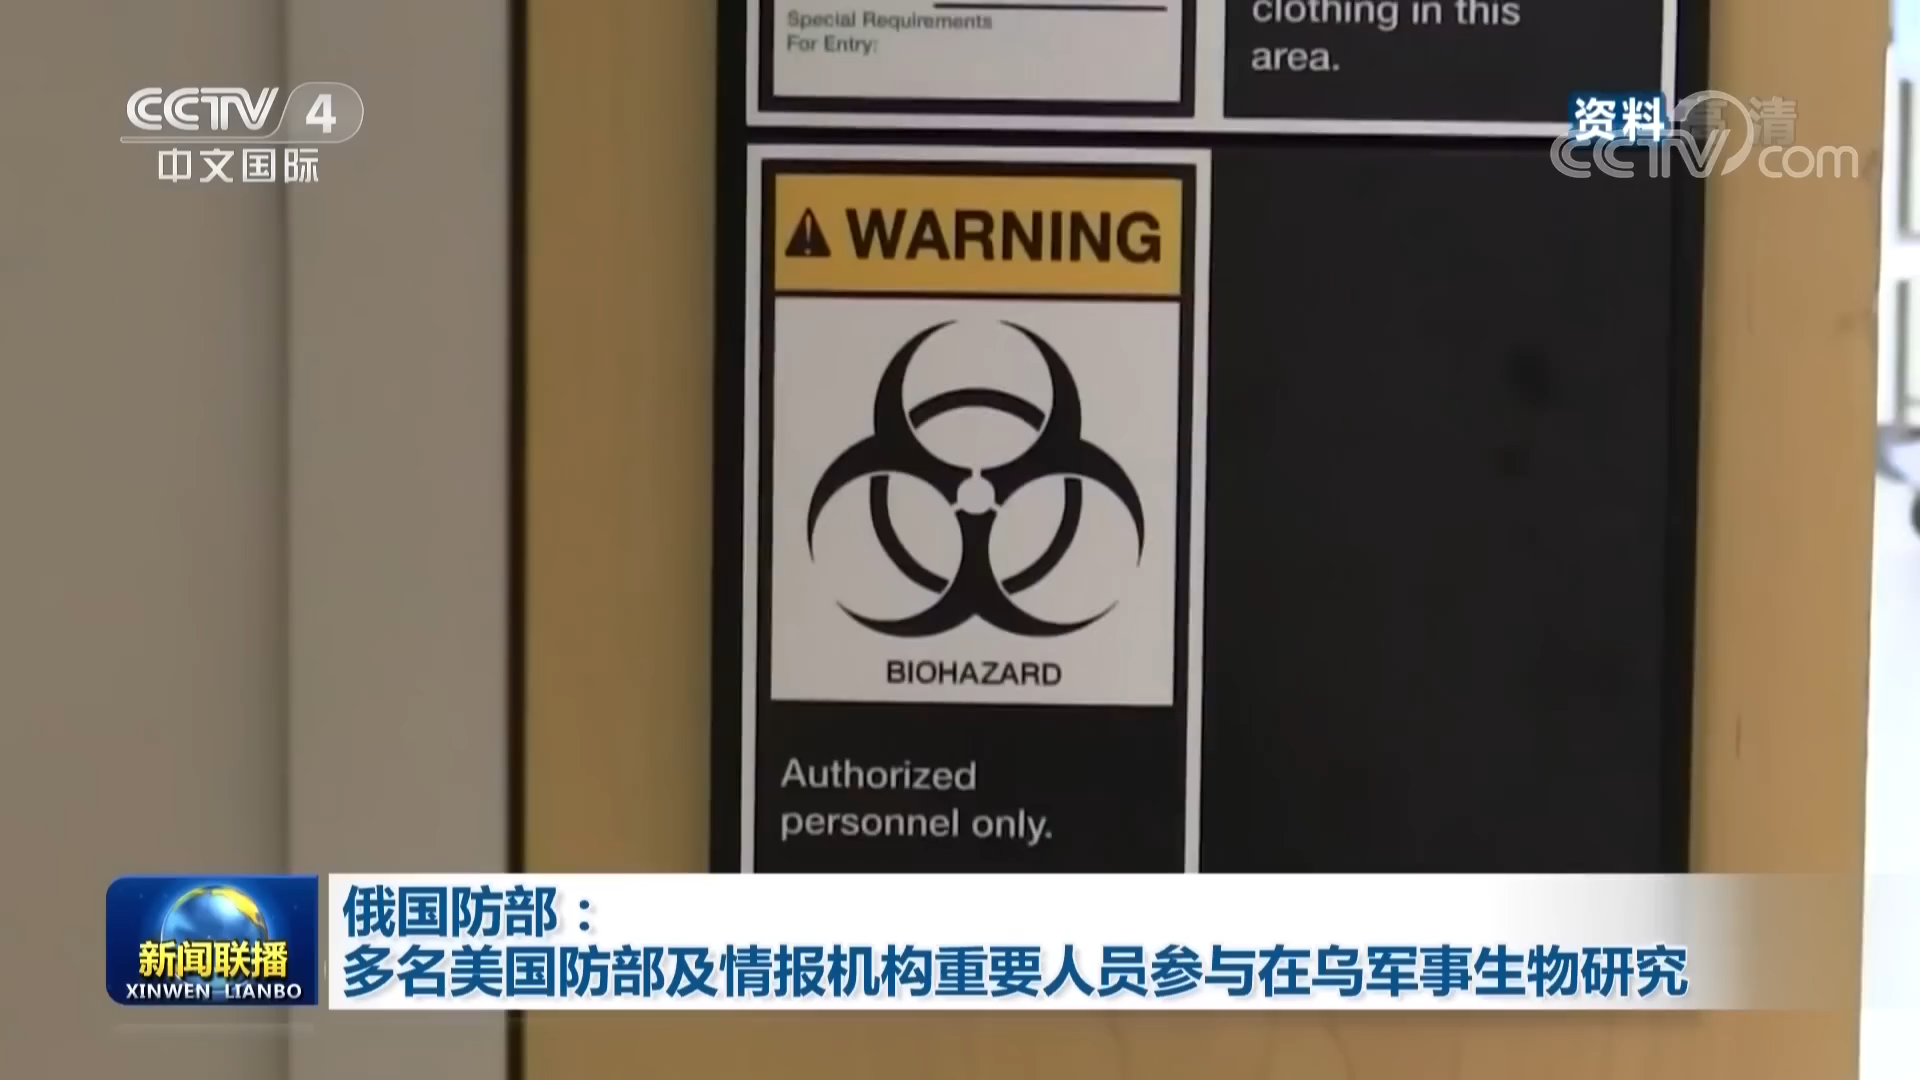 Special Requirements
For Entry:
clothing in this
area.
CCTV 4
中文国际
资料
高清
CCTV.com
WARNING
BIOHAZARD
Authorized
personnel only.
新闻联播
XINWEN LIANBO
俄国防部：
多名美国防部及情报机构重要人员参与在乌军事生物研究